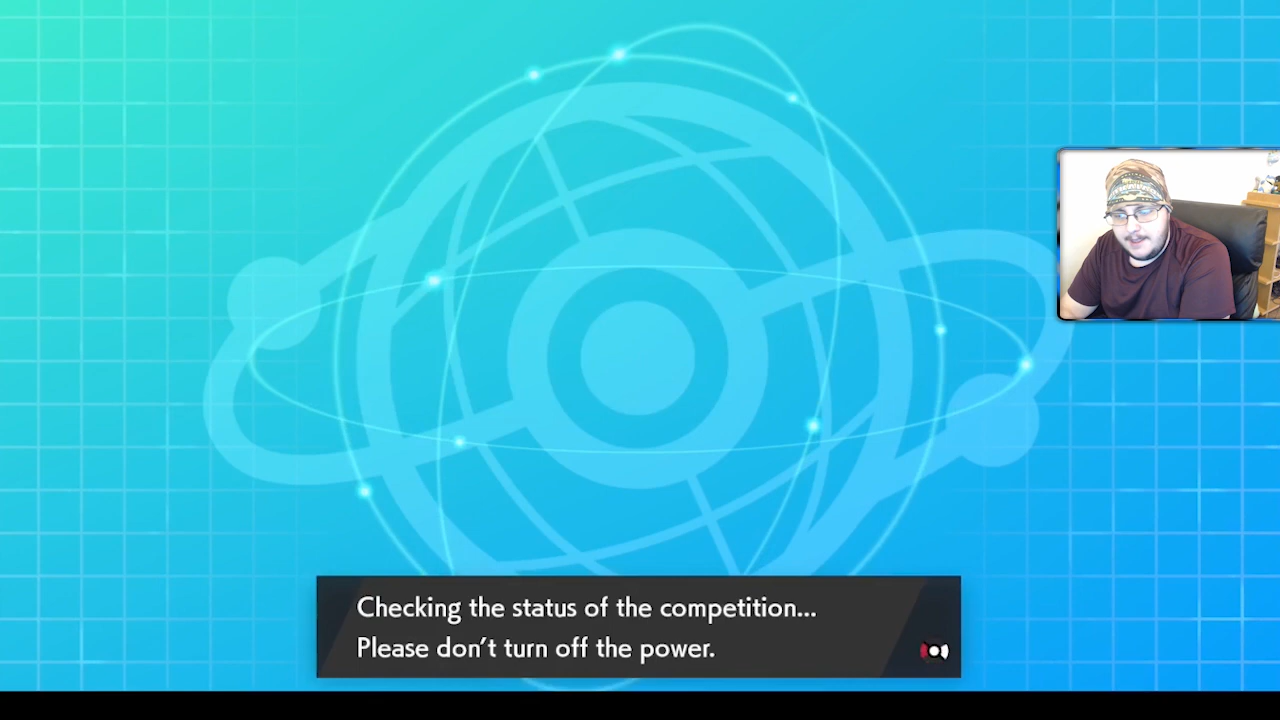 Checking the status of the competition...
Please don't turn off the power.